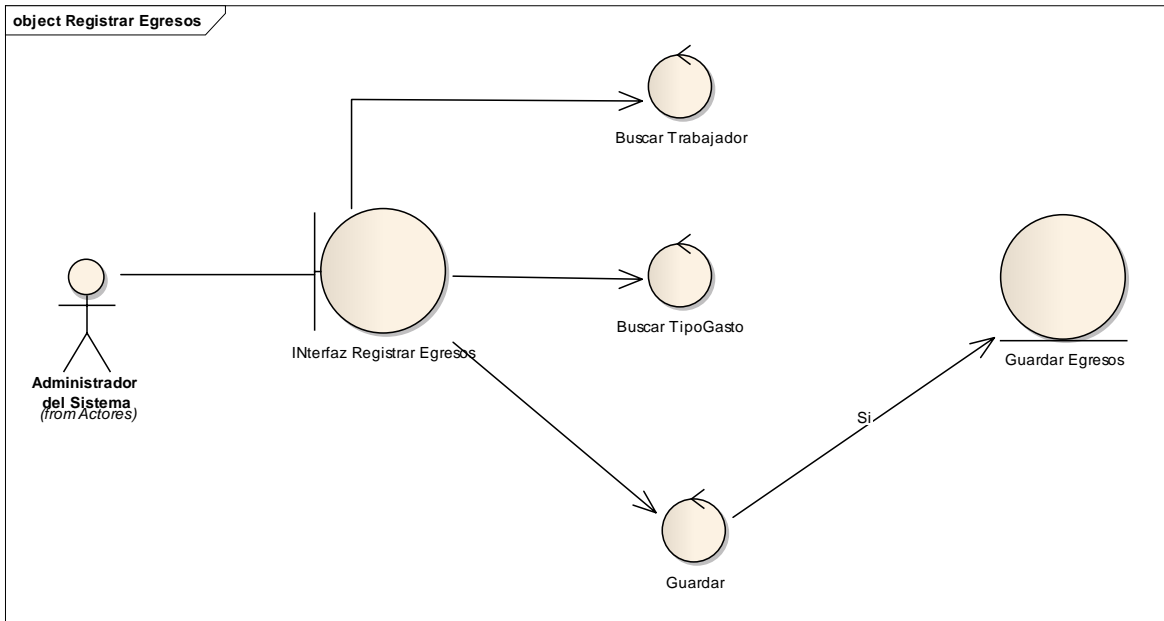 object Registrar Egresos
Buscar Trabajador
Buscar TipoGasto
INterfaz Registrar Egresos
Guardar Egresos
Administrador
del Sistema
(from Actores)
Si
Guardar